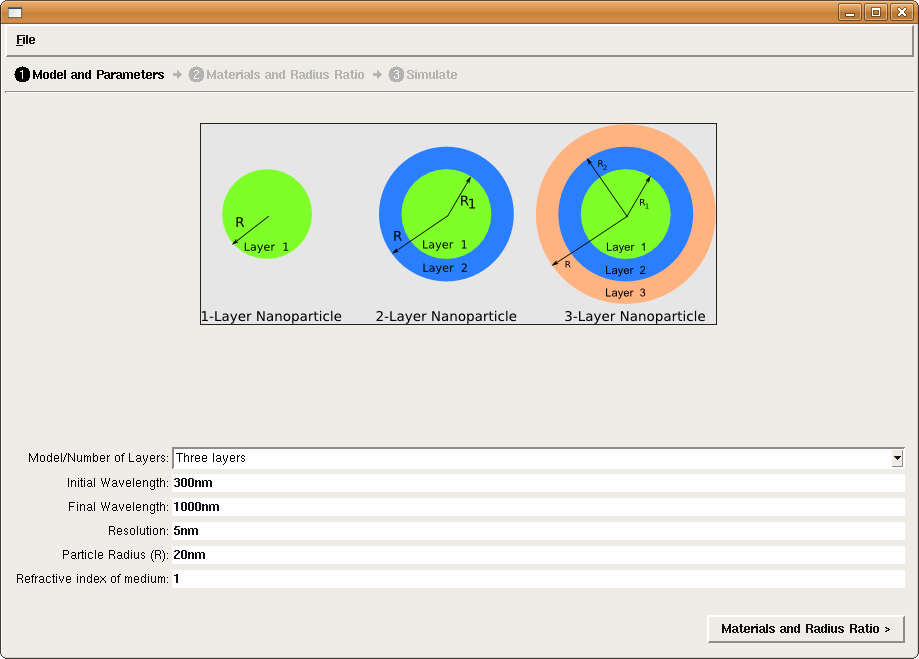 File
1 Model and Parameters → 2 Materials and Radius Ratio → 3 Simulate
R
Layer 1
1-Layer Nanoparticle
R1
R
Layer 1
Layer 2
2-Layer Nanoparticle
R2
R1
R
Layer 1
Layer 2
Layer 3
3-Layer Nanoparticle
Model/Number of Layers: Three layers
Initial Wavelength: 300nm
Final Wavelength: 1000nm
Resolution: 5nm
Particle Radius (R): 20nm
Refractive index of medium: 1
Materials and Radius Ratio >